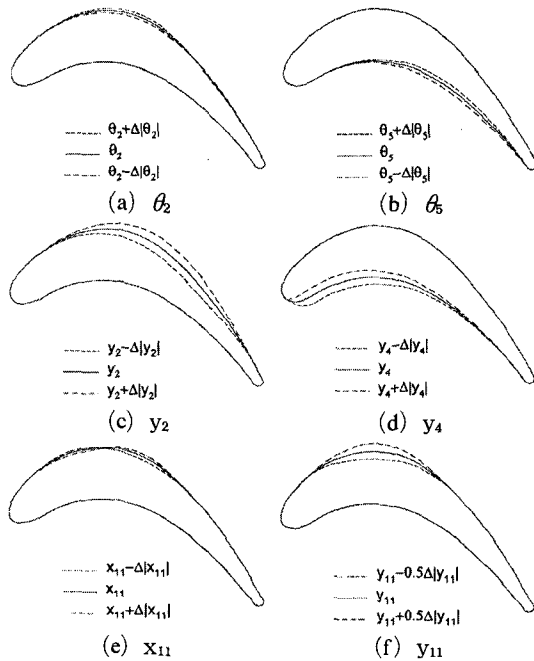 θ₂+Δ|θ₂|
θ₂
θ₂−Δ|θ₂|
(a) θ₂
θ₅+Δ|θ₅|
θ₅
θ₅−Δ|θ₅|
(b) θ₅
y₂−Δ|y₂|
y₂
y₂+Δ|y₂|
(c) y₂
y₄−Δ|y₄|
y₄
y₄+Δ|y₄|
(d) y₄
x₁₁−Δ|x₁₁|
x₁₁
x₁₁+Δ|x₁₁|
(e) x₁₁
y₁₁−0.5Δ|y₁₁|
y₁₁
y₁₁+0.5Δ|y₁₁|
(f) y₁₁